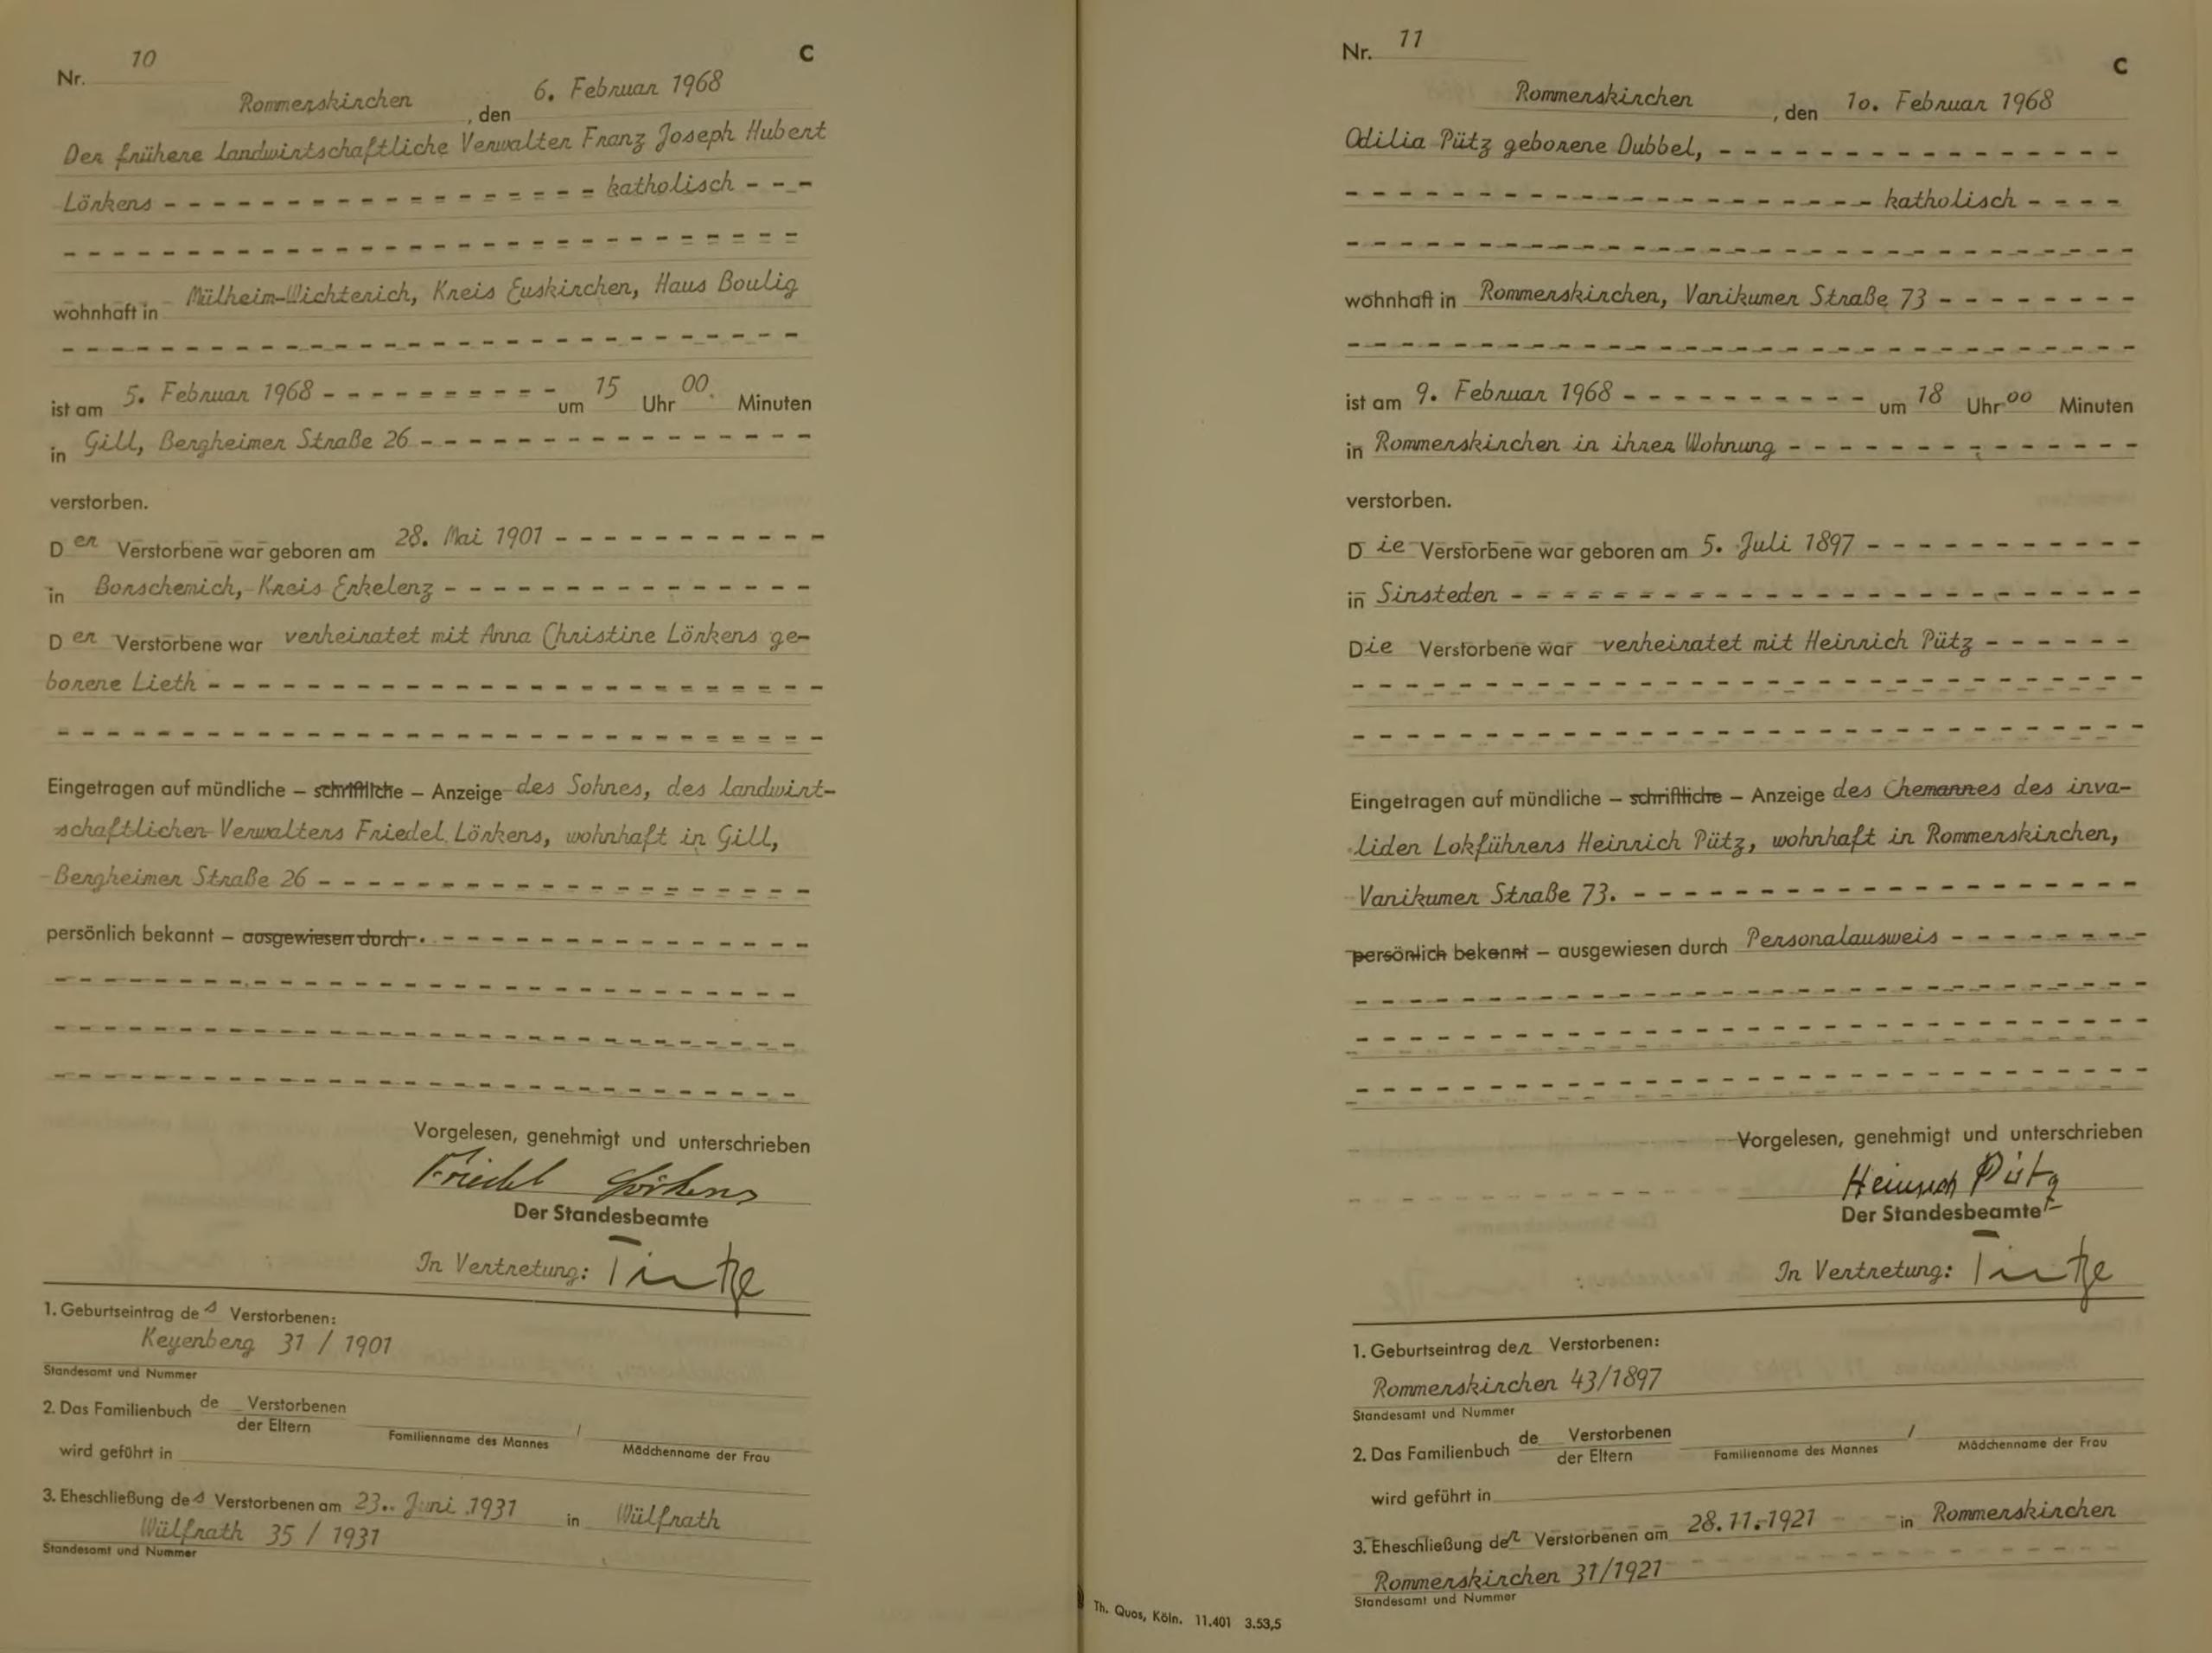 Nr. 10
C
Rommerskirchen, den 6. Februar 1968
Der frühere landwirtschaftliche Verwalter Franz Joseph Hubert
Lörkens - - - - - - - - - - - - - - - - - - katholisch - - -
wohnhaft in Mülheim-Wichterich, Kreis Euskirchen, Haus Boulig
ist am 5. Februar 1968 - - - - - - - - - - um 15 Uhr 00. Minuten
in Gill, Bergheimer Straße 26 - - - - - - - - - - - - - - - -
verstorben.
D er Verstorbene war geboren am 28. Mai 1901 - - - - - - - - - - -
in Borschemich, Kreis Erkelenz - - - - - - - - - - - - - - -
D er Verstorbene war verheiratet mit Anna Christine Lörkens ge-
borene Lieth - - - - - - - - - - - - - - - - - - - - - - - - -
Eingetragen auf mündliche – schriftliche – Anzeige des Sohnes, des landwirt-
schaftlichen Verwalters Friedel Lörkens, wohnhaft in Gill,
Bergheimer Straße 26 - - - - - - - - - - - - - - - - - - - -
persönlich bekannt – ausgewiesen durch . - - - - - - - - - - - - - - -
Vorgelesen, genehmigt und unterschrieben
Friedel Lörkens
Der Standesbeamte
In Vertretung:
1. Geburtseintrag des Verstorbenen:
Keyenberg 31 / 1901
Standesamt und Nummer
2. Das Familienbuch de Verstorbenen
der Eltern
/
Familienname des Mannes Mädchenname der Frau
wird geführt in
3. Eheschließung des Verstorbenen am 23. Juni 1931 in Wülfrath
Wülfrath 35 / 1931
Standesamt und Nummer
Nr. 11
C
Rommerskirchen, den 10. Februar 1968
Odilia Pütz geborene Dubbel, - - - - - - - - - - - - - - - -
- - - - - - - - - - - - - - - - - - - - katholisch - - - -
wohnhaft in Rommerskirchen, Vanikumer Straße 73 - - - - - - - -
ist am 9. Februar 1968 - - - - - - - - - - um 18 Uhr 00 Minuten
in Rommerskirchen in ihrer Wohnung - - - - - - - - - - - - - -
verstorben.
D ie Verstorbene war geboren am 5. Juli 1897 - - - - - - - - - - -
in Sinsteden - - - - - - - - - - - - - - - - - - - - - - - - -
Die Verstorbene war verheiratet mit Heinrich Pütz - - - - - -
Eingetragen auf mündliche – schriftliche – Anzeige des Ehemannes des inva-
liden Lokführers Heinrich Pütz, wohnhaft in Rommerskirchen,
Vanikumer Straße 73. - - - - - - - - - - - - - - - - - - - -
persönlich bekannt – ausgewiesen durch Personalausweis - - - - - - - -
Vorgelesen, genehmigt und unterschrieben
Heinrich Pütz
Der Standesbeamte
In Vertretung:
1. Geburtseintrag der Verstorbenen:
Rommerskirchen 43/1897
Standesamt und Nummer
2. Das Familienbuch de Verstorbenen
der Eltern
/
Familienname des Mannes Mädchenname der Frau
wird geführt in
3. Eheschließung der Verstorbenen am 28.11.1921 in Rommerskirchen
Rommerskirchen 31/1921
Standesamt und Nummer
Th. Quos, Köln. 11.401 3.53,5